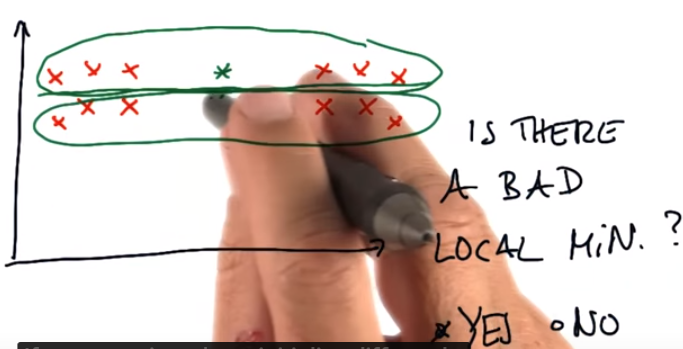 IS THERE
A BAD
LOCAL MIN. ?
YES NO